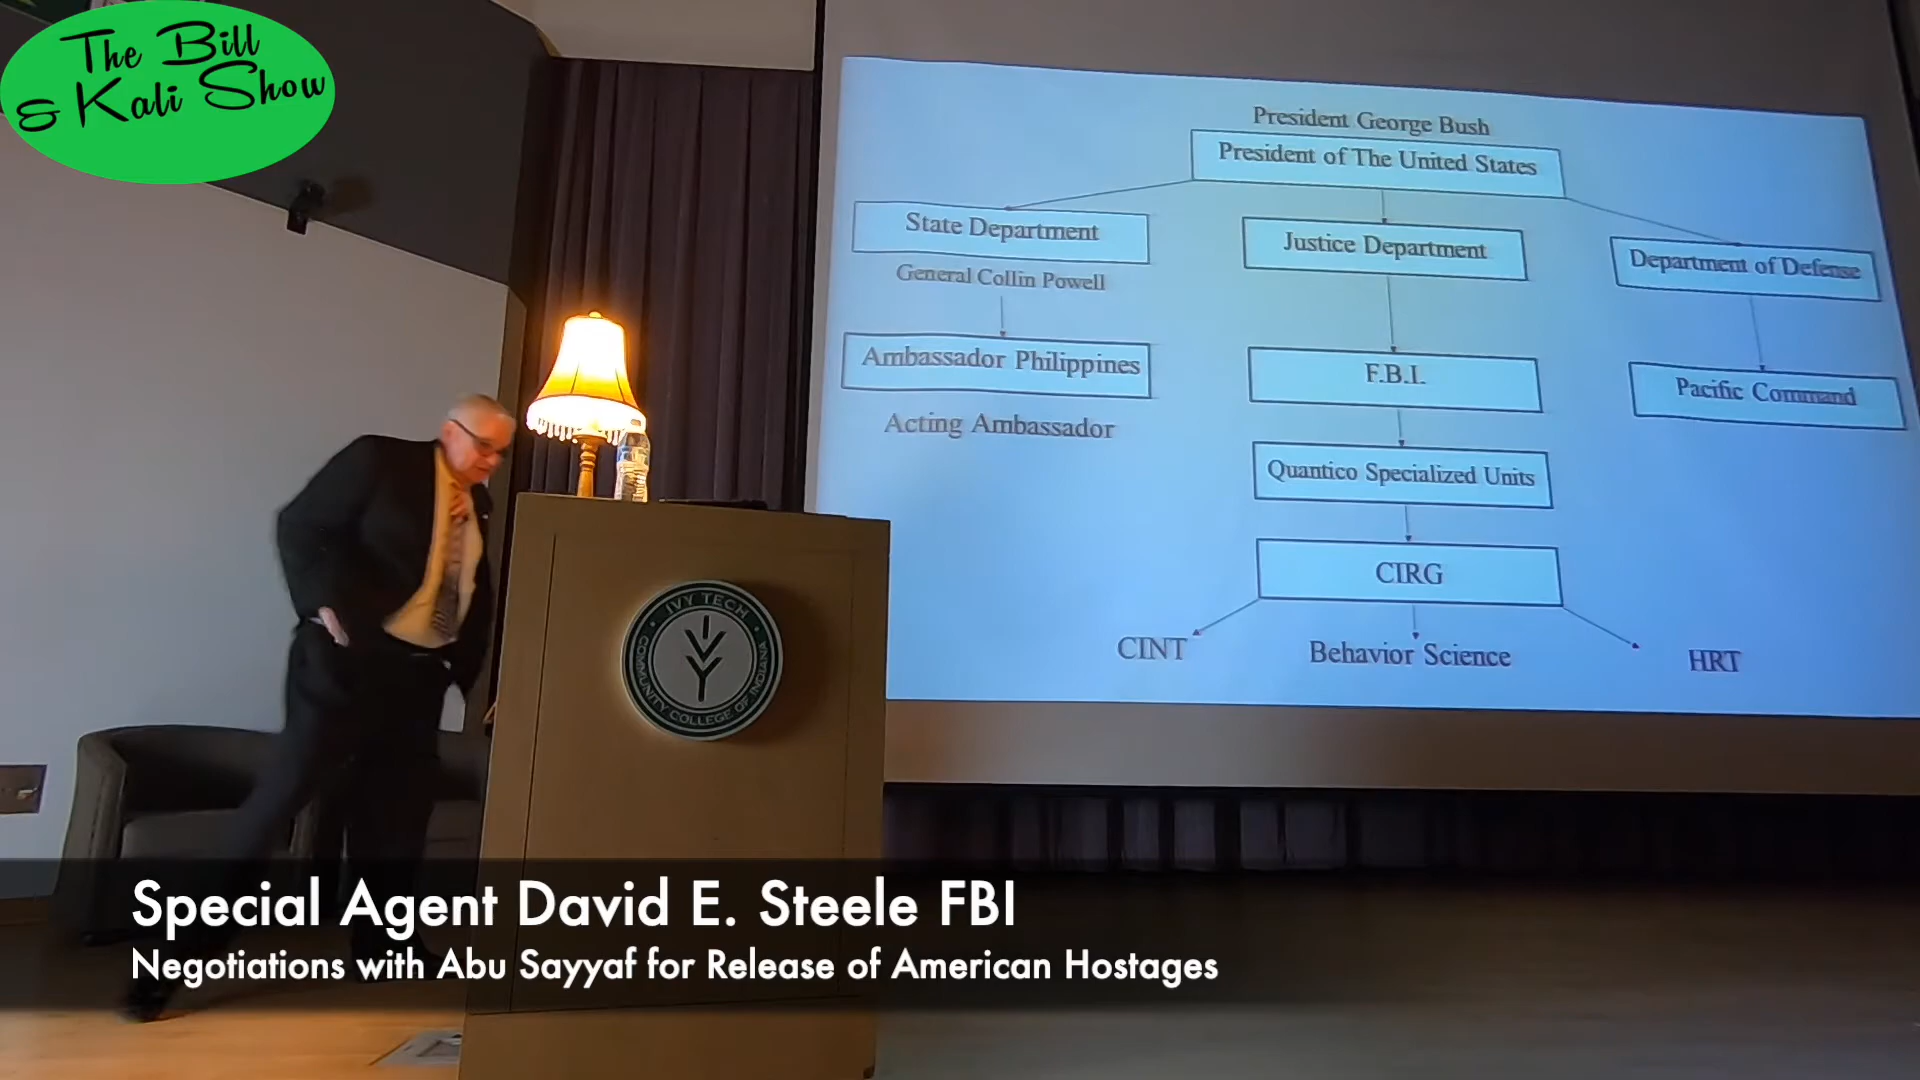 The Bill
& Kali Show
President George Bush
President of The United States
State Department
Justice Department
Department of Defense
General Collin Powell
Ambassador Philippines
F.B.I.
Pacific Command
Acting Ambassador
Quantico Specialized Units
CIRG
CINT
Behavior Science
HRT
IVY TECH
COMMUNITY COLLEGE OF INDIANA
IVY
Special Agent David E. Steele FBI
Negotiations with Abu Sayyaf for Release of American Hostages